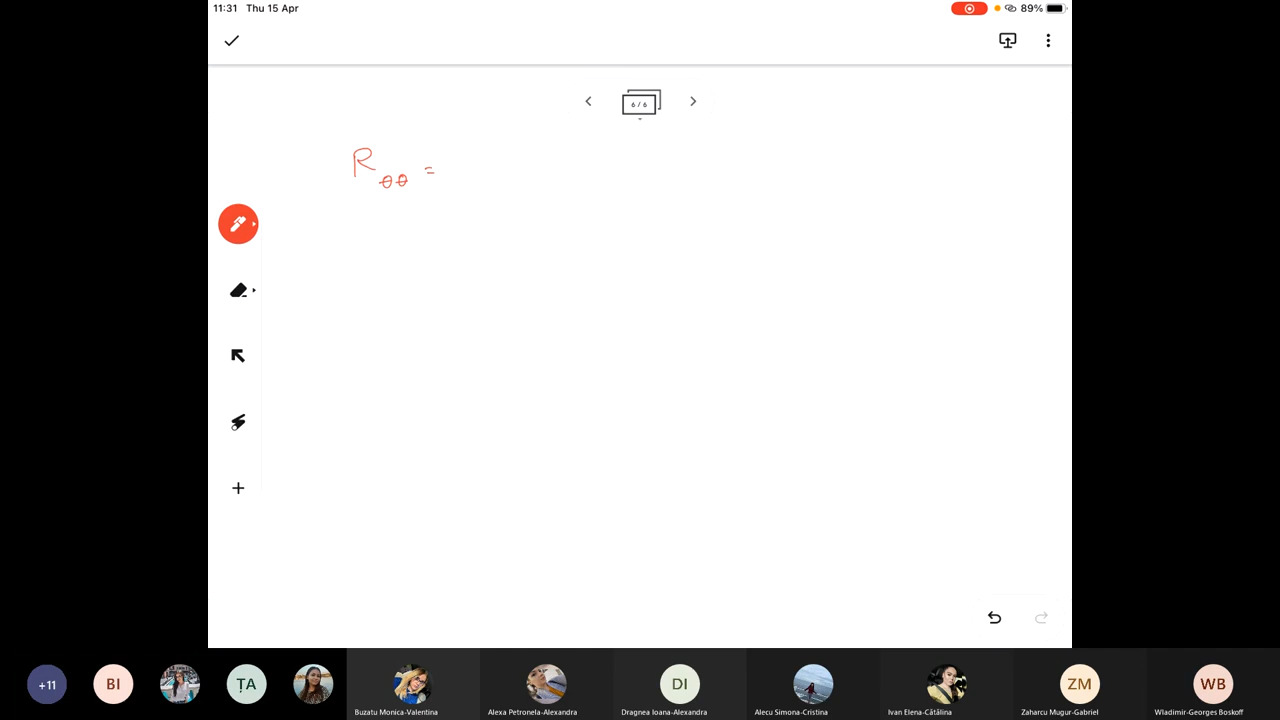 11:31 Thu 15 Apr
89%
6 / 6
R_θθ =
+11
BI
ȚA
DI
ZM
WB
Buzatu Monica-Valentina
Alexa Petronela-Alexandra
Dragnea Ioana-Alexandra
Alecu Simona-Cristina
Ivan Elena-Cătălina
Zaharcu Mugur-Gabriel
Wladimir-Georges Boskoff